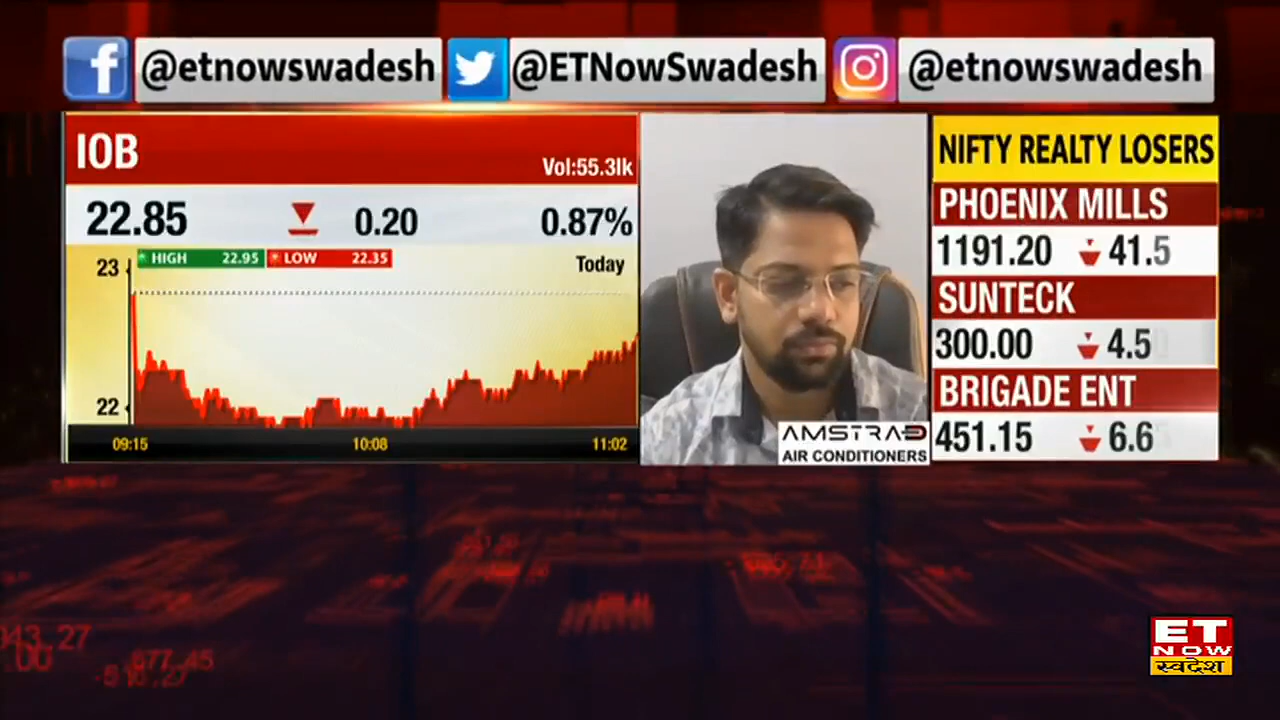 @etnowswadesh
@ETNowSwadesh
@etnowswadesh
IOB
Vol:55.3lk
22.85 0.20 0.87%
HIGH 22.95 LOW 22.35
Today
23
22
09:15 10:08 11:02
AMSTRAD
AIR CONDITIONERS
NIFTY REALTY LOSERS
PHOENIX MILLS
1191.20 41.5
SUNTECK
300.00 4.5
BRIGADE ENT
451.15 6.6
ET
NOW
स्वदेश